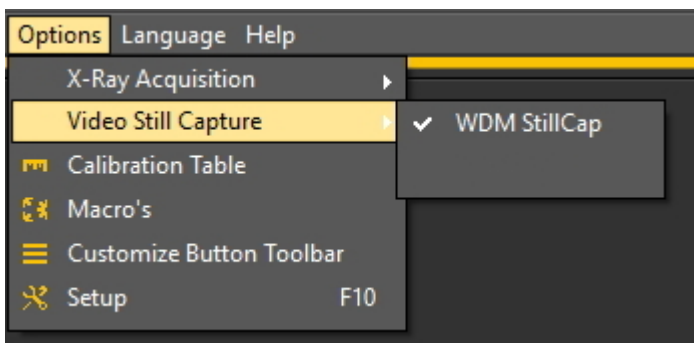 Options Language Help
X-Ray Acquisition
Video Still Capture
WDM StillCap
Calibration Table
Macro's
Customize Button Toolbar
Setup F10